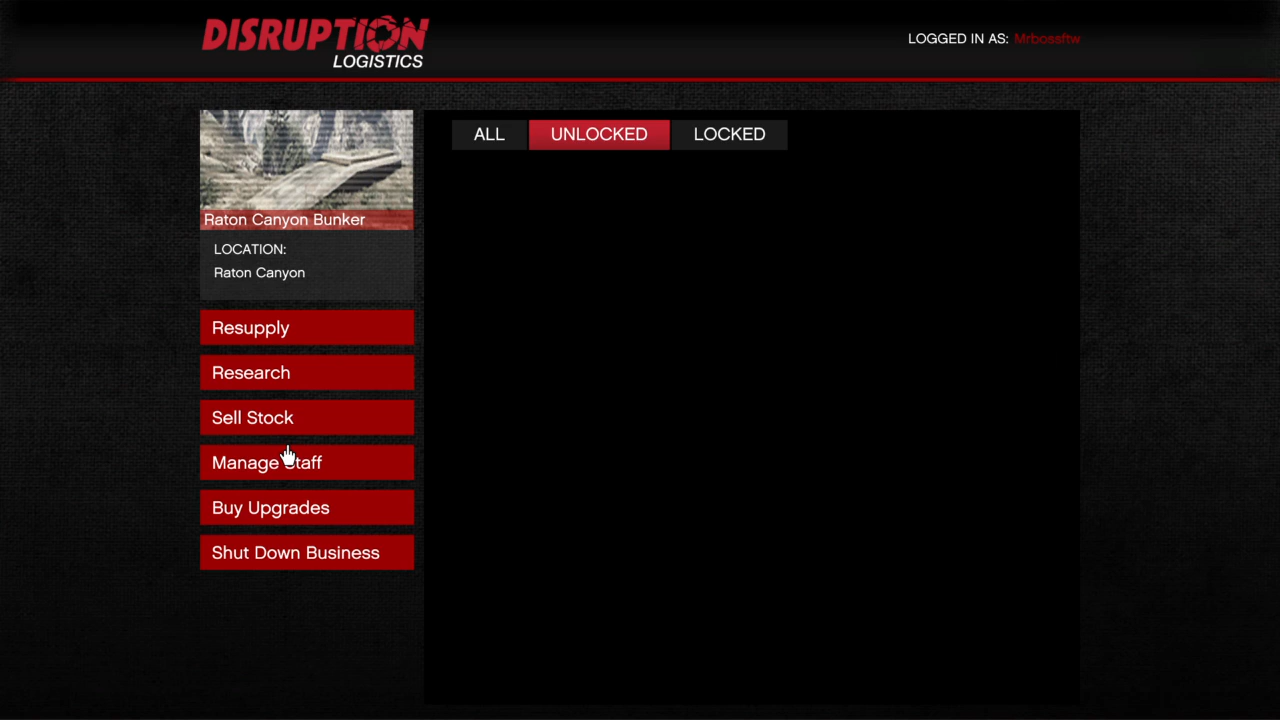 DISRUPTION
LOGISTICS
LOGGED IN AS: Mrbossftw
Raton Canyon Bunker
LOCATION:
Raton Canyon
Resupply
Research
Sell Stock
Manage Staff
Buy Upgrades
Shut Down Business
ALL UNLOCKED LOCKED